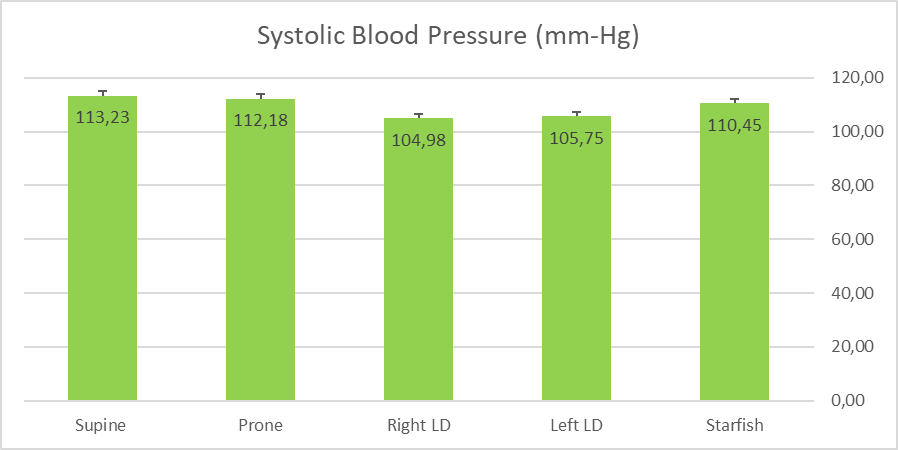 Systolic Blood Pressure (mm-Hg)
120,00
113,23
112,18
104,98
105,75
110,45
100,00
80,00
60,00
40,00
20,00
0,00
Supine
Prone
Right LD
Left LD
Starfish